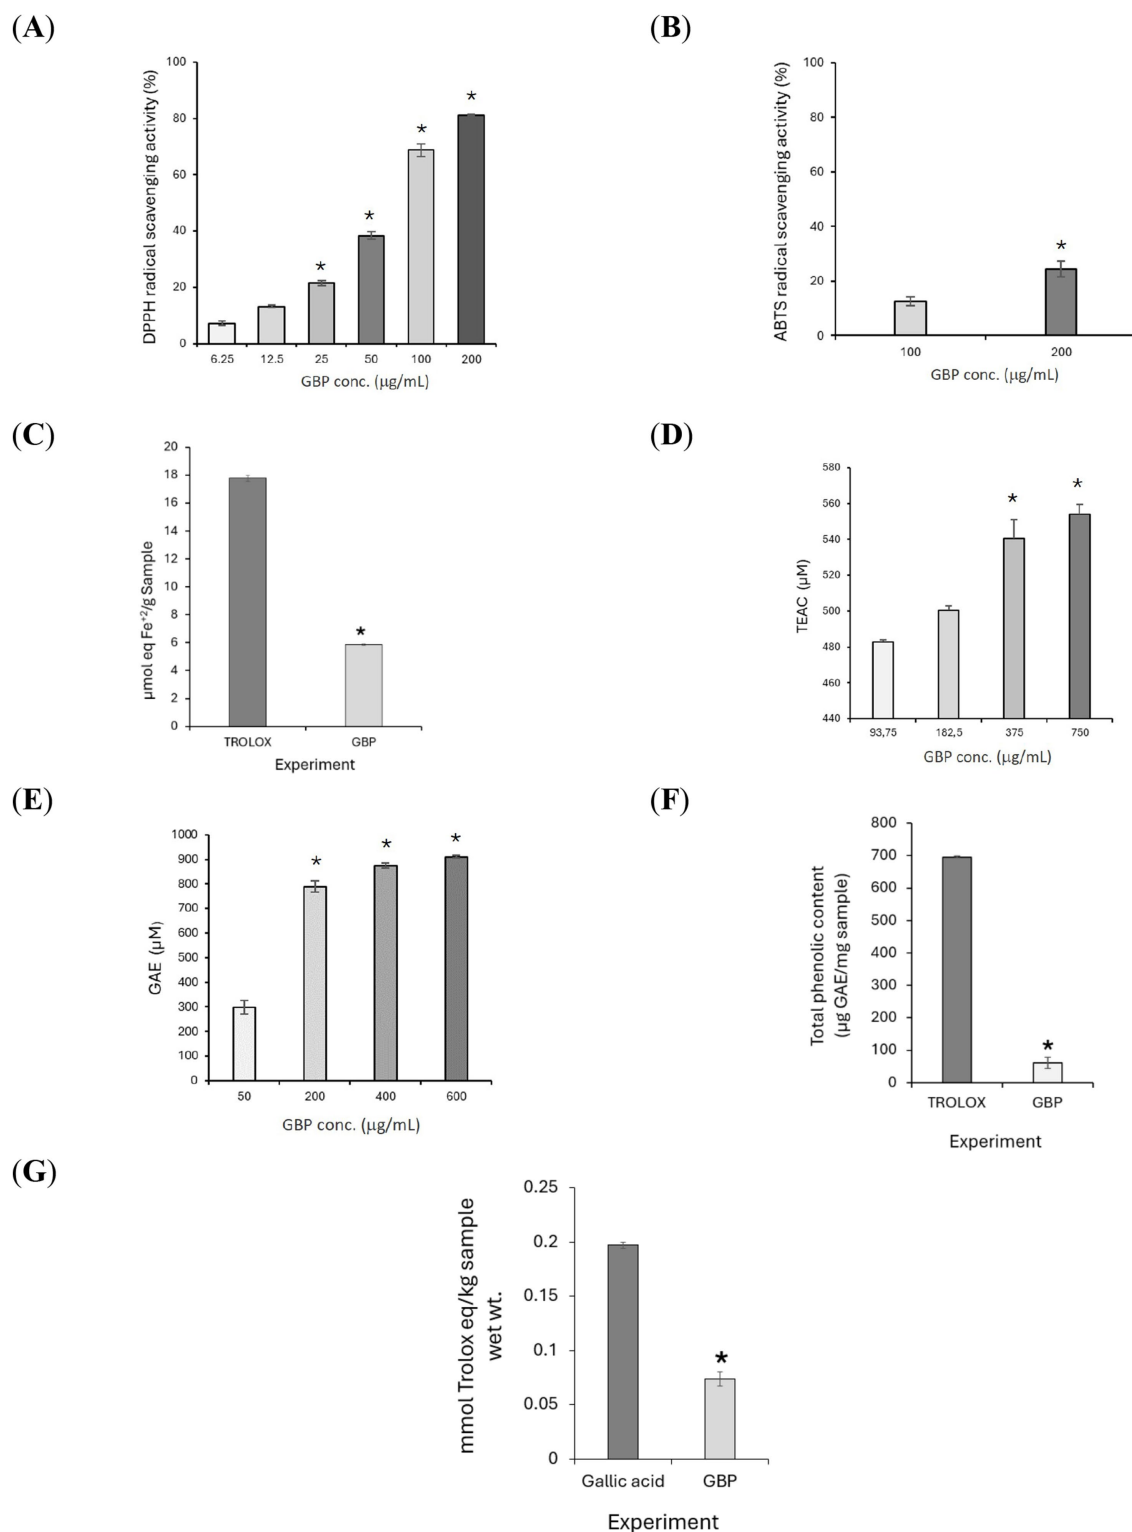 (A)
DPPH radical scavenging activity (%)
100
80
60
40
20
0
*
*
*
*
6.25 12.5 25 50 100 200
GBP conc. (μg/mL)
(B)
ABTS radical scavenging activity (%)
100
80
60
40
20
0
*
100 200
GBP conc. (μg/mL)
(C)
µmol eq Fe⁺²/g Sample
20
18
16
14
12
10
8
6
4
2
0
*
TROLOX GBP
Experiment
(D)
TEAC (µM)
580
560
540
520
500
480
460
440
*
*
93,75 182,5 375 750
GBP conc. (μg/mL)
(E)
GAE (µM)
1000
900
800
700
600
500
400
300
200
100
0
*
*
*
50 200 400 600
GBP conc. (μg/mL)
(F)
Total phenolic content
(µg GAE/mg sample)
800
700
600
500
400
300
200
100
0
*
TROLOX GBP
Experiment
(G)
mmol Trolox eq/kg sample
wet wt.
0.25
0.2
0.15
0.1
0.05
0
*
Gallic acid GBP
Experiment